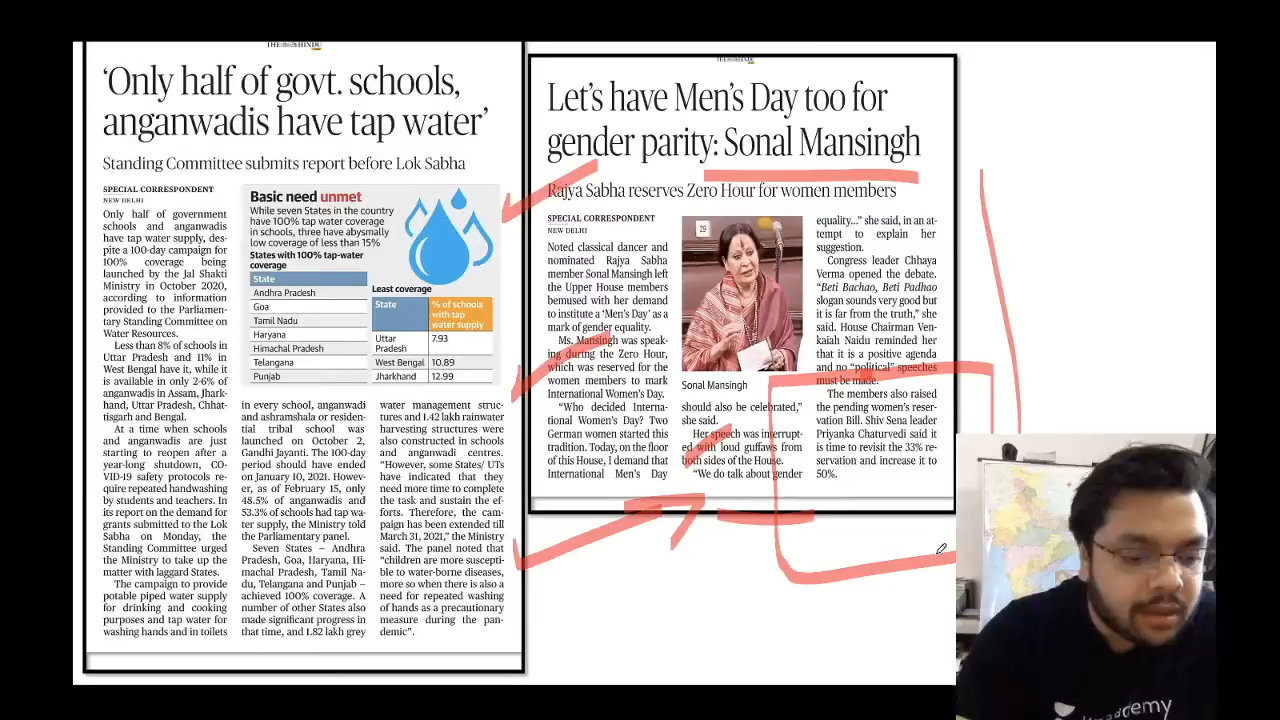 THE HINDU
‘Only half of govt. schools,
anganwadis have tap water’
Standing Committee submits report before Lok Sabha
SPECIAL CORRESPONDENT
NEW DELHI
Only half of government
schools and anganwadis
have tap water supply, des-
pite a 100-day campaign for
100% coverage being
launched by the Jal Shakti
Ministry in October 2020,
according to information
provided to the Parliamen-
tary Standing Committee on
Water Resources.
Less than 8% of schools in
Uttar Pradesh and 11% in
West Bengal have it, while it
is available in only 2-6% of
anganwadis in Assam, Jhark-
hand, Uttar Pradesh, Chhat-
tisgarh and Bengal.
At a time when schools
and anganwadis are just
starting to reopen after a
year-long shutdown, CO-
VID-19 safety protocols re-
quire repeated handwashing
by students and teachers. In
its report on the demand for
grants submitted to the Lok
Sabha on Monday, the
Standing Committee urged
the Ministry to take up the
matter with laggard States.
The campaign to provide
potable piped water supply
for drinking and cooking
purposes and tap water for
washing hands and in toilets
Basic need unmet
While seven States in the country
have 100% tap water coverage
in schools, three have abysmally
low coverage of less than 15%
States with 100% tap-water
coverage
State
Andhra Pradesh
Goa
Tamil Nadu
Haryana
Himachal Pradesh
Telangana
Punjab
Least coverage
State % of schools with tap water supply
Uttar Pradesh 7.93
West Bengal 10.89
Jharkhand 12.99
in every school, anganwadi
and ashramshala or residen-
tial tribal school was
launched on October 2,
Gandhi Jayanti. The 100-day
period should have ended
on January 10, 2021. Howev-
er, as of February 15, only
48.5% of anganwadis and
53.3% of schools had tap wa-
ter supply, the Ministry told
the Parliamentary panel.
Seven States – Andhra
Pradesh, Goa, Haryana, Hi-
machal Pradesh, Tamil Na-
du, Telangana and Punjab –
achieved 100% coverage. A
number of other States also
made significant progress in
that time, and 1.82 lakh grey
water management struc-
tures and 1.42 lakh rainwater
harvesting structures were
also constructed in schools
and anganwadi centres.
“However, some States/ UTs
have indicated that they
need more time to complete
the task and sustain the ef-
forts. Therefore, the cam-
paign has been extended till
March 31, 2021,” the Ministry
said. The panel noted that
“children are more suscepti-
ble to water-borne diseases,
more so when there is also a
need for repeated washing
of hands as a precautionary
measure during the pan-
demic”.
THE HINDU
Let’s have Men’s Day too for
gender parity: Sonal Mansingh
Rajya Sabha reserves Zero Hour for women members
SPECIAL CORRESPONDENT
NEW DELHI
Noted classical dancer and
nominated Rajya Sabha
member Sonal Mansingh left
the Upper House members
bemused with her demand
to institute a ‘Men’s Day’ as a
mark of gender equality.
Ms. Mansingh was speak-
ing during the Zero Hour,
which was reserved for the
women members to mark
International Women’s Day.
“Who decided Interna-
tional Women’s Day? Two
German women started this
tradition. Today, on the floor
of this House, I demand that
International Men’s Day
29
Sonal Mansingh
should also be celebrated,”
she said.
Her speech was interrupt-
ed with loud guffaws from
both sides of the House.
“We do talk about gender
equality...” she said, in an at-
tempt to explain her
suggestion.
Congress leader Chhaya
Verma opened the debate.
“Beti Bachao, Beti Padhao
slogan sounds very good but
it is far from the truth,” she
said. House Chairman Ven-
kaiah Naidu reminded her
that it is a positive agenda
and no “political” speeches
must be made.
The members also raised
the pending women’s reser-
vation Bill. Shiv Sena leader
Priyanka Chaturvedi said it
is time to revisit the 33% re-
servation and increase it to
50%.